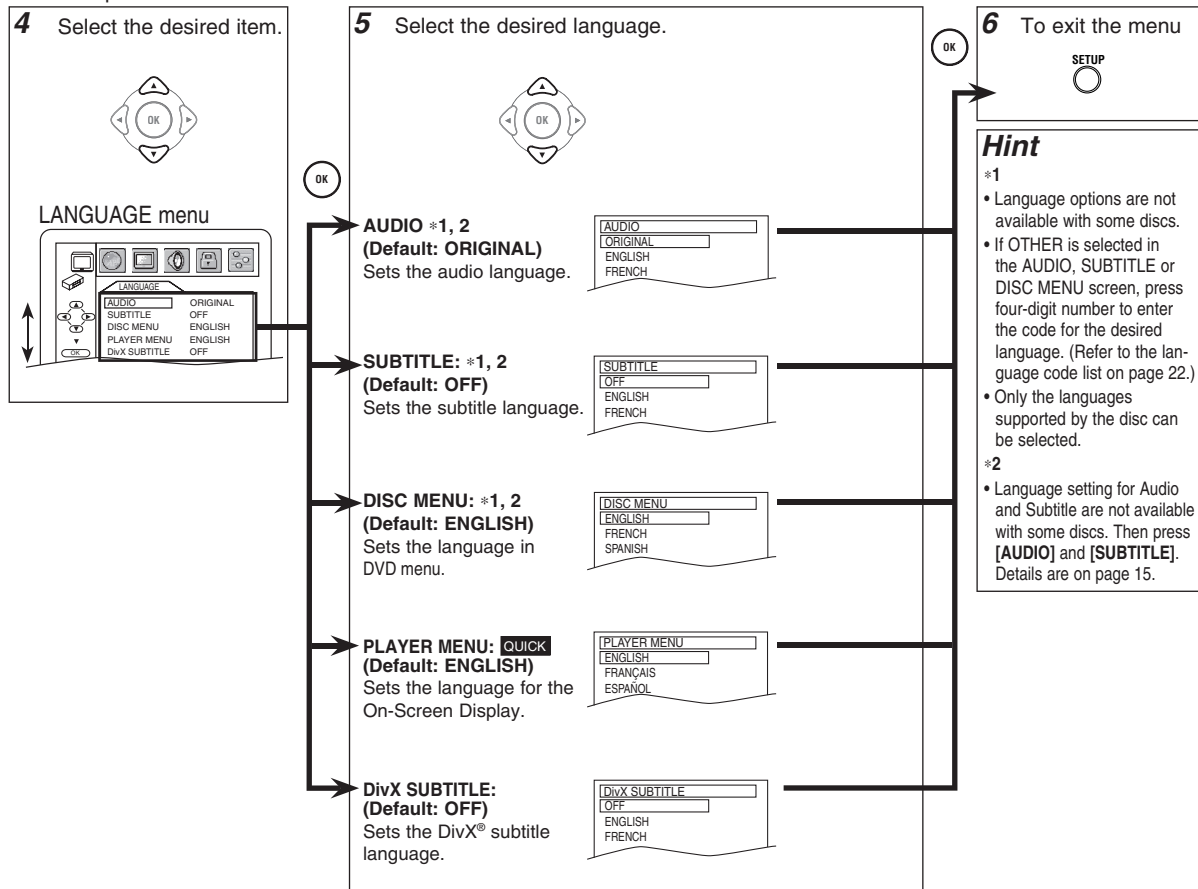 4 Select the desired item.
OK
LANGUAGE menu
LANGUAGE
AUDIO ORIGINAL
SUBTITLE OFF
DISC MENU ENGLISH
PLAYER MENU ENGLISH
DivX SUBTITLE OFF
OK
OK
5 Select the desired language.
OK
AUDIO *1, 2
(Default: ORIGINAL)
Sets the audio language.
AUDIO
ORIGINAL
ENGLISH
FRENCH
SUBTITLE: *1, 2
(Default: OFF)
Sets the subtitle language.
SUBTITLE
OFF
ENGLISH
FRENCH
DISC MENU: *1, 2
(Default: ENGLISH)
Sets the language in
DVD menu.
DISC MENU
ENGLISH
FRENCH
SPANISH
PLAYER MENU: QUICK
(Default: ENGLISH)
Sets the language for the
On-Screen Display.
PLAYER MENU
ENGLISH
FRANÇAIS
ESPAÑOL
DivX SUBTITLE:
(Default: OFF)
Sets the DivX® subtitle
language.
DivX SUBTITLE
OFF
ENGLISH
FRENCH
OK
6 To exit the menu
SETUP
Hint
*1
• Language options are not
available with some discs.
• If OTHER is selected in
the AUDIO, SUBTITLE or
DISC MENU screen, press
four-digit number to enter
the code for the desired
language. (Refer to the lan-
guage code list on page 22.)
• Only the languages
supported by the disc can
be selected.
*2
• Language setting for Audio
and Subtitle are not available
with some discs. Then press
[AUDIO] and [SUBTITLE].
Details are on page 15.